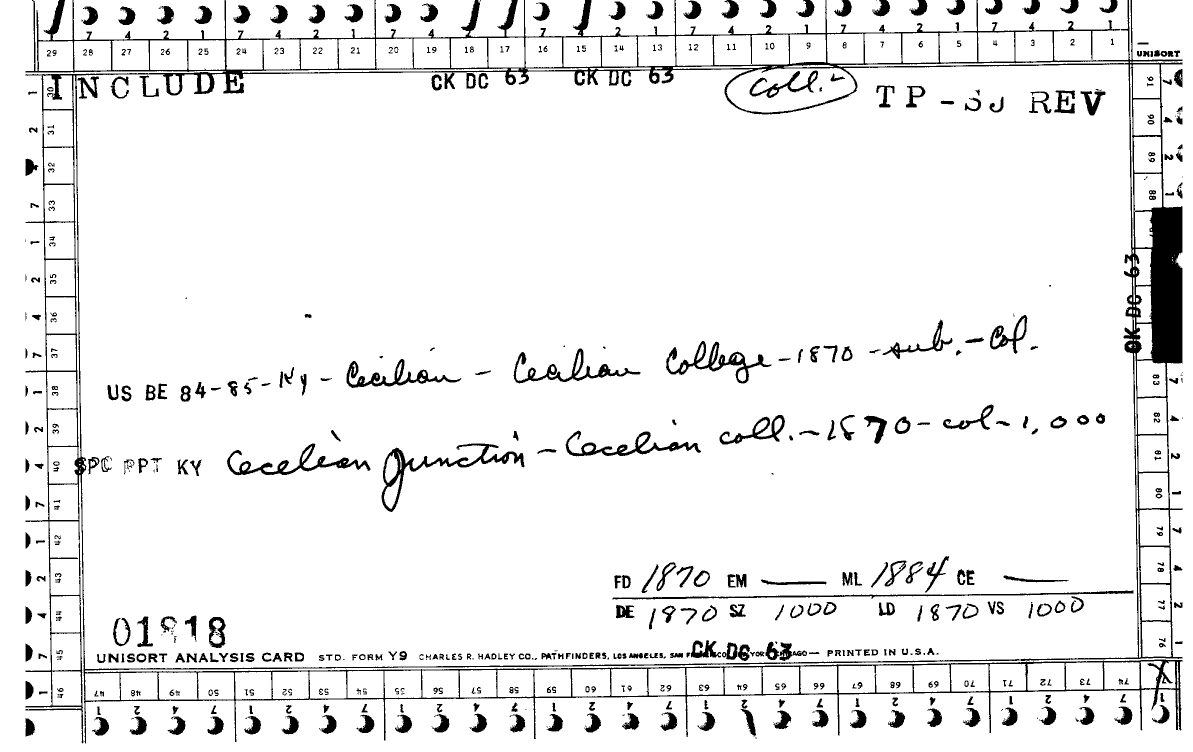 7 4 2 1 7 4 2 1 7 4 2 1 7 4 2 1 7 4 2 1 7 4 2 1 7 4 2 1
29 28 27 26 25 24 23 22 21 20 19 18 17 16 15 14 13 12 11 10 9 8 7 6 5 4 3 2 1
UNISORT
INCLUDE CK DC 63 CK DC 63 Coll.- TP-SJ REV
30
31
32
33
34
35
36
37
38
39
40
41
42
43
44
45
46
91
90
89
88
CK DC 63
83
82
81
80
79
78
77
76
US BE 84-85-Ky - Cecilian - Cecilian College - 1870 - sub. - Col.
SPC RPT KY Cecelian Junction - Cecelian coll. - 1870 - col - 1,000
FD 1870 EM — ML 1884 CE —
DE 1870 SZ 1000 LD 1870 VS 1000
01818
CK DC 63
UNISORT ANALYSIS CARD STD. FORM Y9 CHARLES R. HADLEY CO., PATHFINDERS, LOS ANGELES, SAN FRANCISCO, NEW YORK, CHICAGO — PRINTED IN U.S.A.
47 48 49 50 51 52 53 54 55 56 57 58 59 60 61 62 63 64 65 66 67 68 69 70 71 72 73 74
1 2 4 7 1 2 4 7 1 2 4 7 1 2 4 7 1 2 4 7 1 2 4 7 1 2 4 7